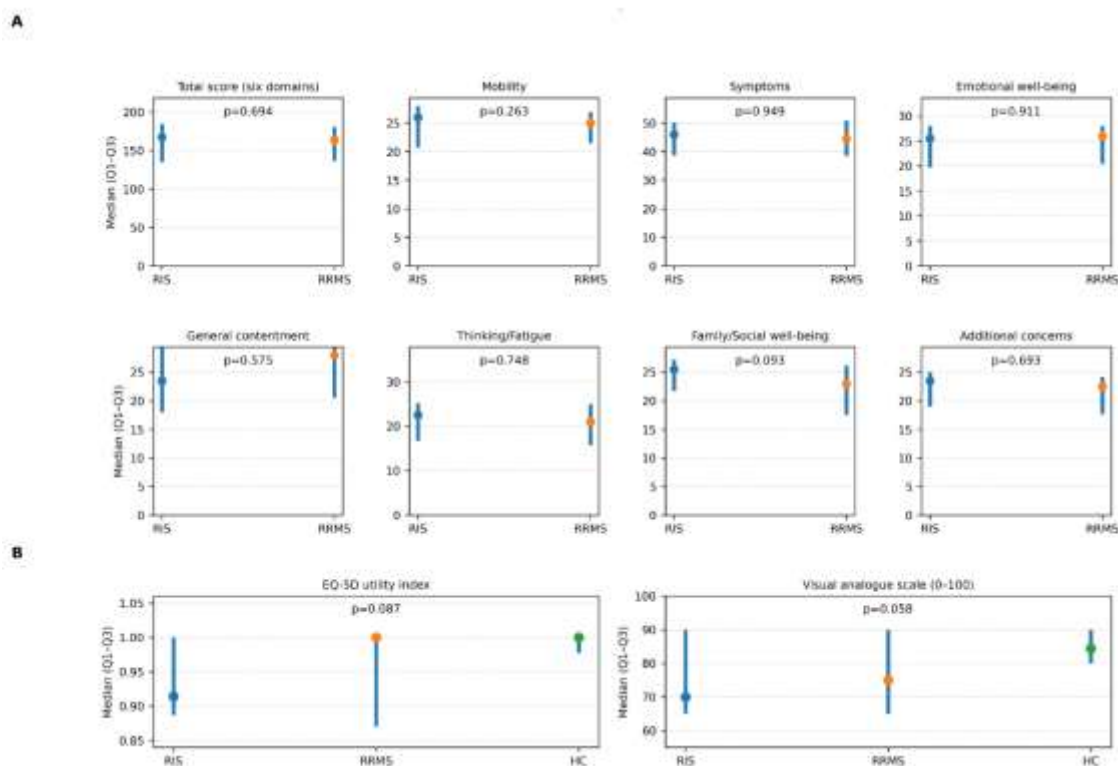 A
Total score (six domains)
p=0.694
Median (Q1–Q3)
200
150
100
50
0
RIS
RRMS
Mobility
p=0.263
25
20
15
10
5
0
RIS
RRMS
Symptoms
p=0.949
50
40
30
20
10
0
RIS
RRMS
Emotional well-being
p=0.911
30
25
20
15
10
5
0
RIS
RRMS
General contentment
p=0.575
Median (Q1–Q3)
25
20
15
10
5
0
RIS
RRMS
Thinking/Fatigue
p=0.748
30
20
10
0
RIS
RRMS
Family/Social well-being
p=0.093
25
20
15
10
5
0
RIS
RRMS
Additional concerns
p=0.693
25
20
15
10
5
0
RIS
RRMS
B
EQ-5D utility index
p=0.087
Median (Q1–Q3)
1.05
1.00
0.95
0.90
0.85
RIS
RRMS
HC
Visual analogue scale (0–100)
p=0.058
Median (Q1–Q3)
100
90
80
70
60
RIS
RRMS
HC